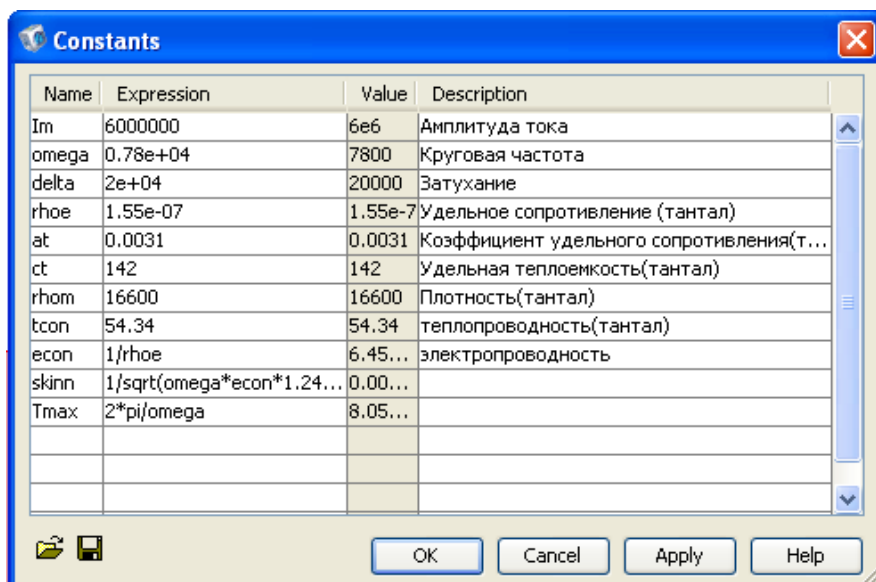 Constants
Name Expression Value Description
Im 6000000 6e6 Амплитуда тока
omega 0.78e+04 7800 Круговая частота
delta 2e+04 20000 Затухание
rhoe 1.55e-07 1.55e-7 Удельное сопротивление (тантал)
at 0.0031 0.0031 Коэффициент удельного сопротивления(т...
ct 142 142 Удельная теплоемкость(тантал)
rhom 16600 16600 Плотность(тантал)
tcon 54.34 54.34 теплопроводность(тантал)
econ 1/rhoe 6.45... электропроводность
skinn 1/sqrt(omega*econ*1.24... 0.00...
Tmax 2*pi/omega 8.05...
OK Cancel Apply Help